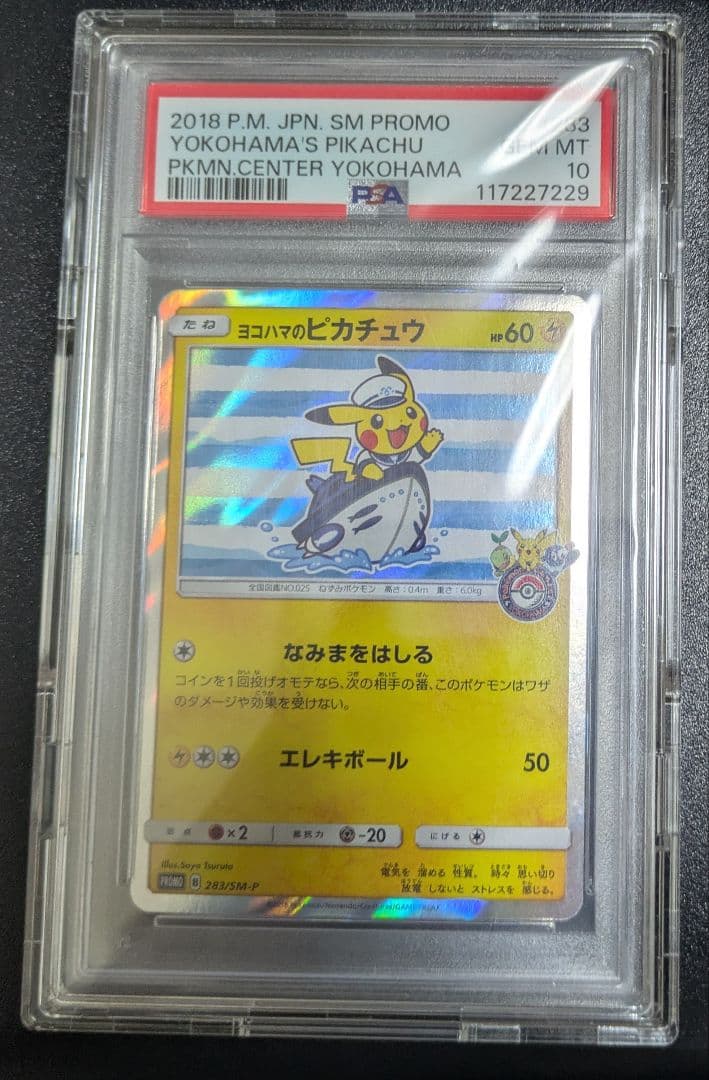 2018 P.M. JPN. SM PROMO
YOKOHAMA'S PIKACHU GEM MT
PKMN.CENTER YOKOHAMA 10
PSA 117227229
たね ヨコハマのピカチュウ HP60
全国図鑑NO.025 ねずみポケモン 高さ:0.4m 重さ:6.0kg
なみまをはしる
コインを1回投げオモテなら、次の相手の番、このポケモンはワザ
のダメージや効果を受けない。
エレキボール 50
弱点 ×2 抵抗力 -20 にげる
Illus.Saya Tsuruta
電気を 溜める 性質。 時々 思い切り
放電 しないと ストレスを 感じる。
PROMO B 283/SM-P